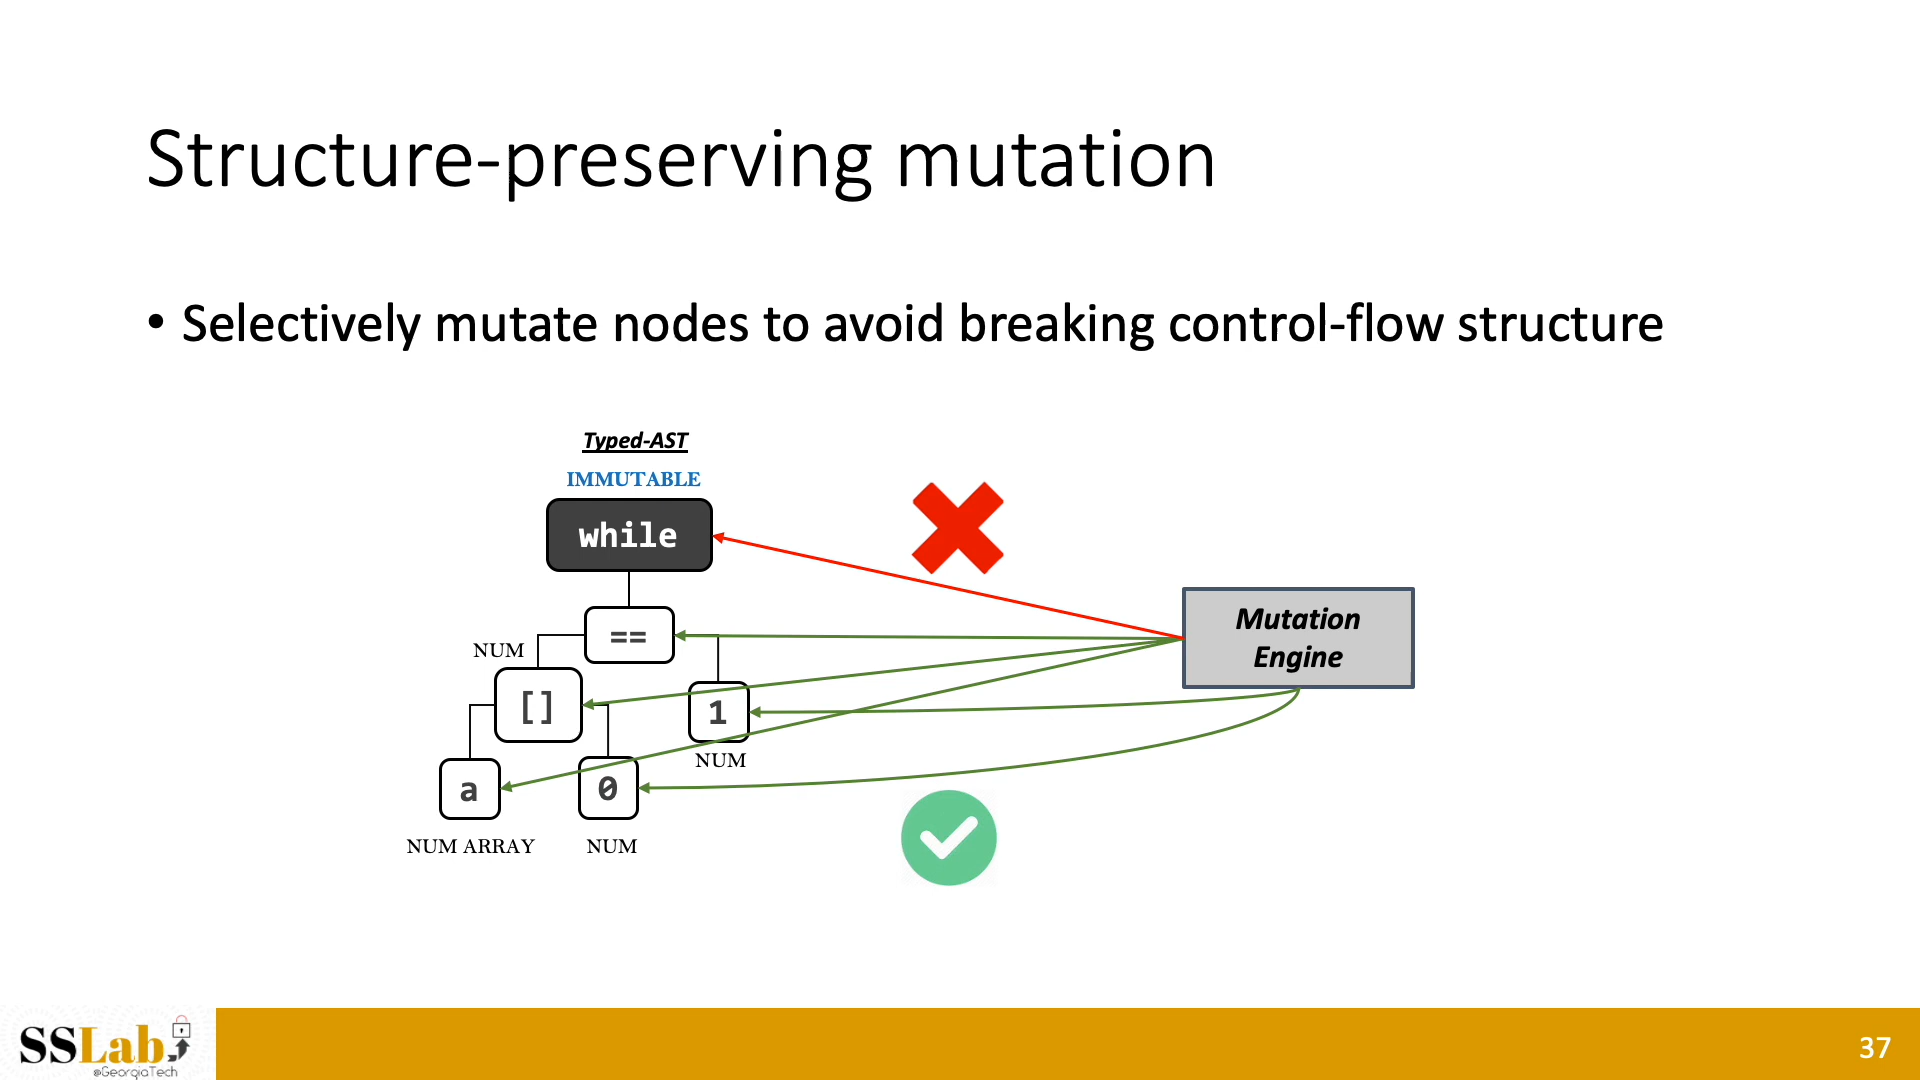 Structure-preserving mutation
• Selectively mutate nodes to avoid breaking control-flow structure
Typed-AST
IMMUTABLE
while
==
NUM
[]
1
NUM
a
0
NUM ARRAY
NUM
Mutation
Engine
SSLab
@GeorgiaTech
37